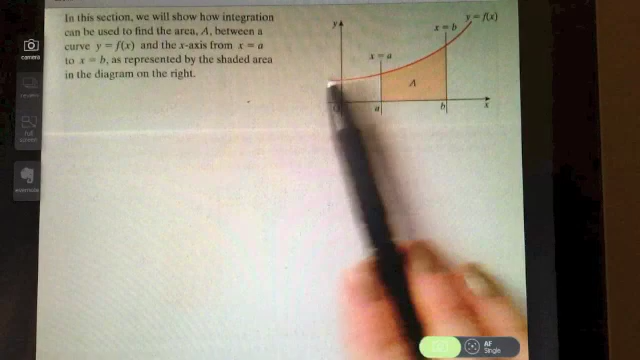 In this section, we will show how integration
can be used to find the area, A, between a
curve y = f(x) and the x-axis from x = a
to x = b, as represented by the shaded area
in the diagram on the right.
y
y = f(x)
x = b
x = a
A
a
b
x
camera
full
screen
evernote
AF
Single